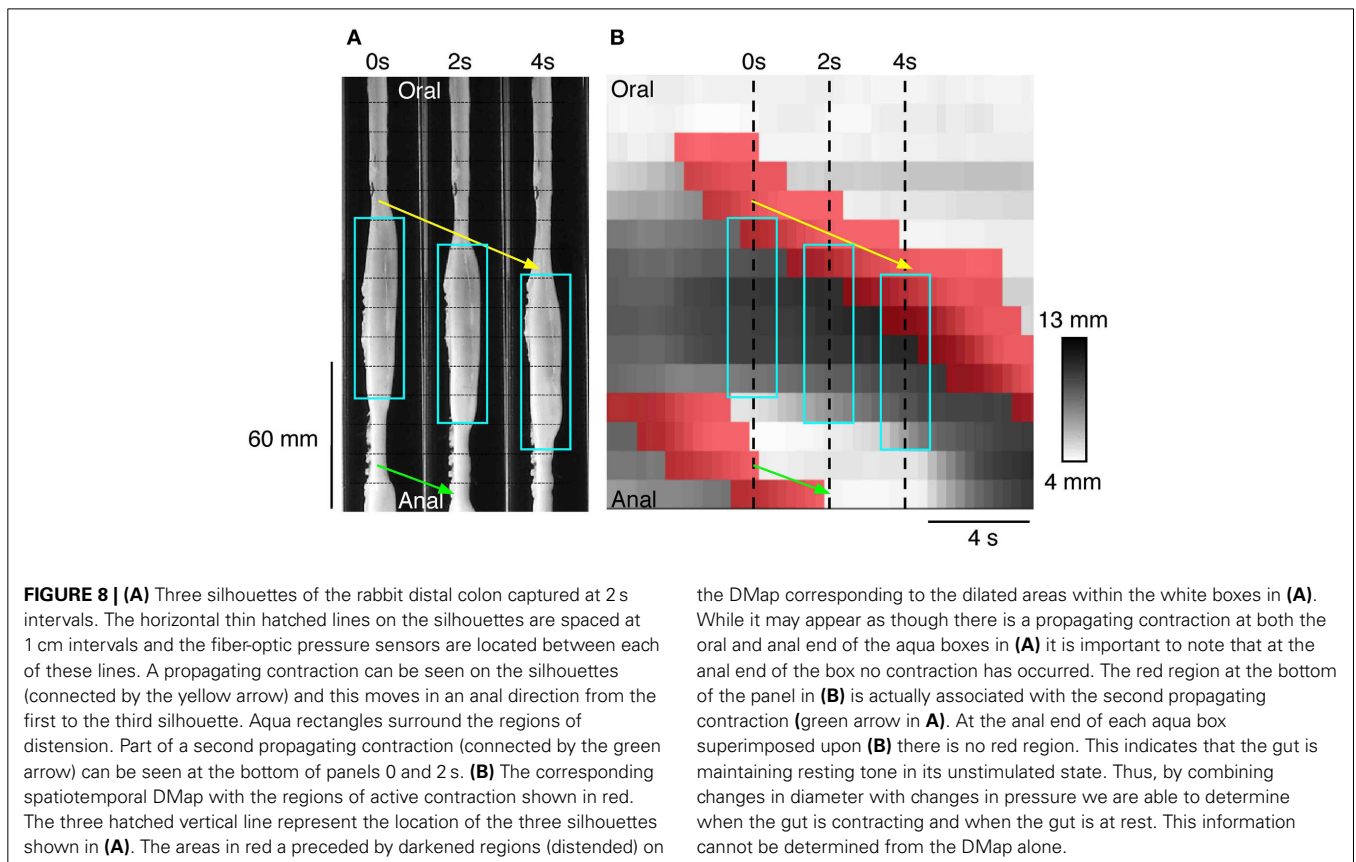 A
B
0s 2s 4s
0s 2s 4s
Oral
Oral
60 mm
13 mm
4 mm
Anal
Anal
4 s
FIGURE 8 | (A) Three silhouettes of the rabbit distal colon captured at 2 s
intervals. The horizontal thin hatched lines on the silhouettes are spaced at
1 cm intervals and the fiber-optic pressure sensors are located between each
of these lines. A propagating contraction can be seen on the silhouettes
(connected by the yellow arrow) and this moves in an anal direction from the
first to the third silhouette. Aqua rectangles surround the regions of
distension. Part of a second propagating contraction (connected by the green
arrow) can be seen at the bottom of panels 0 and 2 s. (B) The corresponding
spatiotemporal DMap with the regions of active contraction shown in red.
The three hatched vertical line represent the location of the three silhouettes
shown in (A). The areas in red a preceded by darkened regions (distended) on
the DMap corresponding to the dilated areas within the white boxes in (A).
While it may appear as though there is a propagating contraction at both the
oral and anal end of the aqua boxes in (A) it is important to note that at the
anal end of the box no contraction has occurred. The red region at the bottom
of the panel in (B) is actually associated with the second propagating
contraction (green arrow in A). At the anal end of each aqua box
superimposed upon (B) there is no red region. This indicates that the gut is
maintaining resting tone in its unstimulated state. Thus, by combining
changes in diameter with changes in pressure we are able to determine
when the gut is contracting and when the gut is at rest. This information
cannot be determined from the DMap alone.